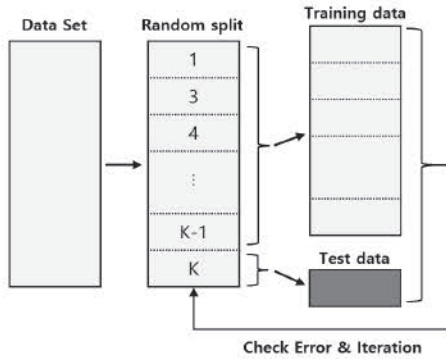 Data Set
Random split
Training data
1
3
4
⋮
K-1
K
Test data
Check Error & Iteration